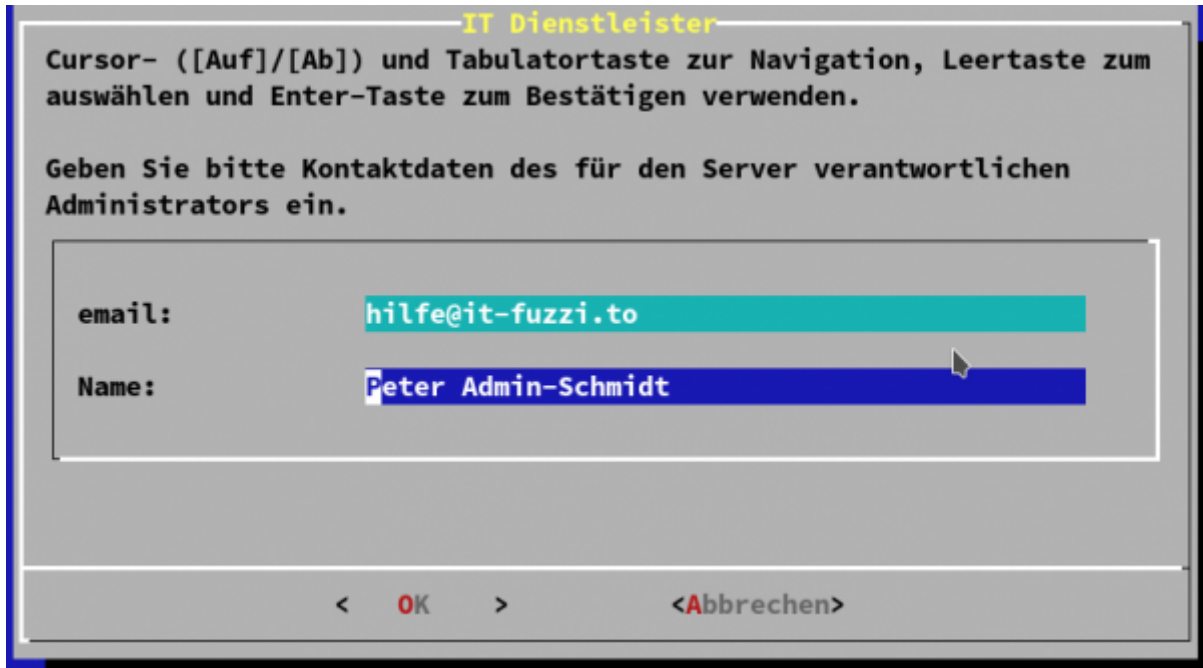 IT Dienstleister
Cursor- ([Auf]/[Ab]) und Tabulatortaste zur Navigation, Leertaste zum
auswählen und Enter-Taste zum Bestätigen verwenden.
Geben Sie bitte Kontaktdaten des für den Server verantwortlichen
Administrators ein.
email: hilfe@it-fuzzi.to
Name: Peter Admin-Schmidt
< OK > <Abbrechen>